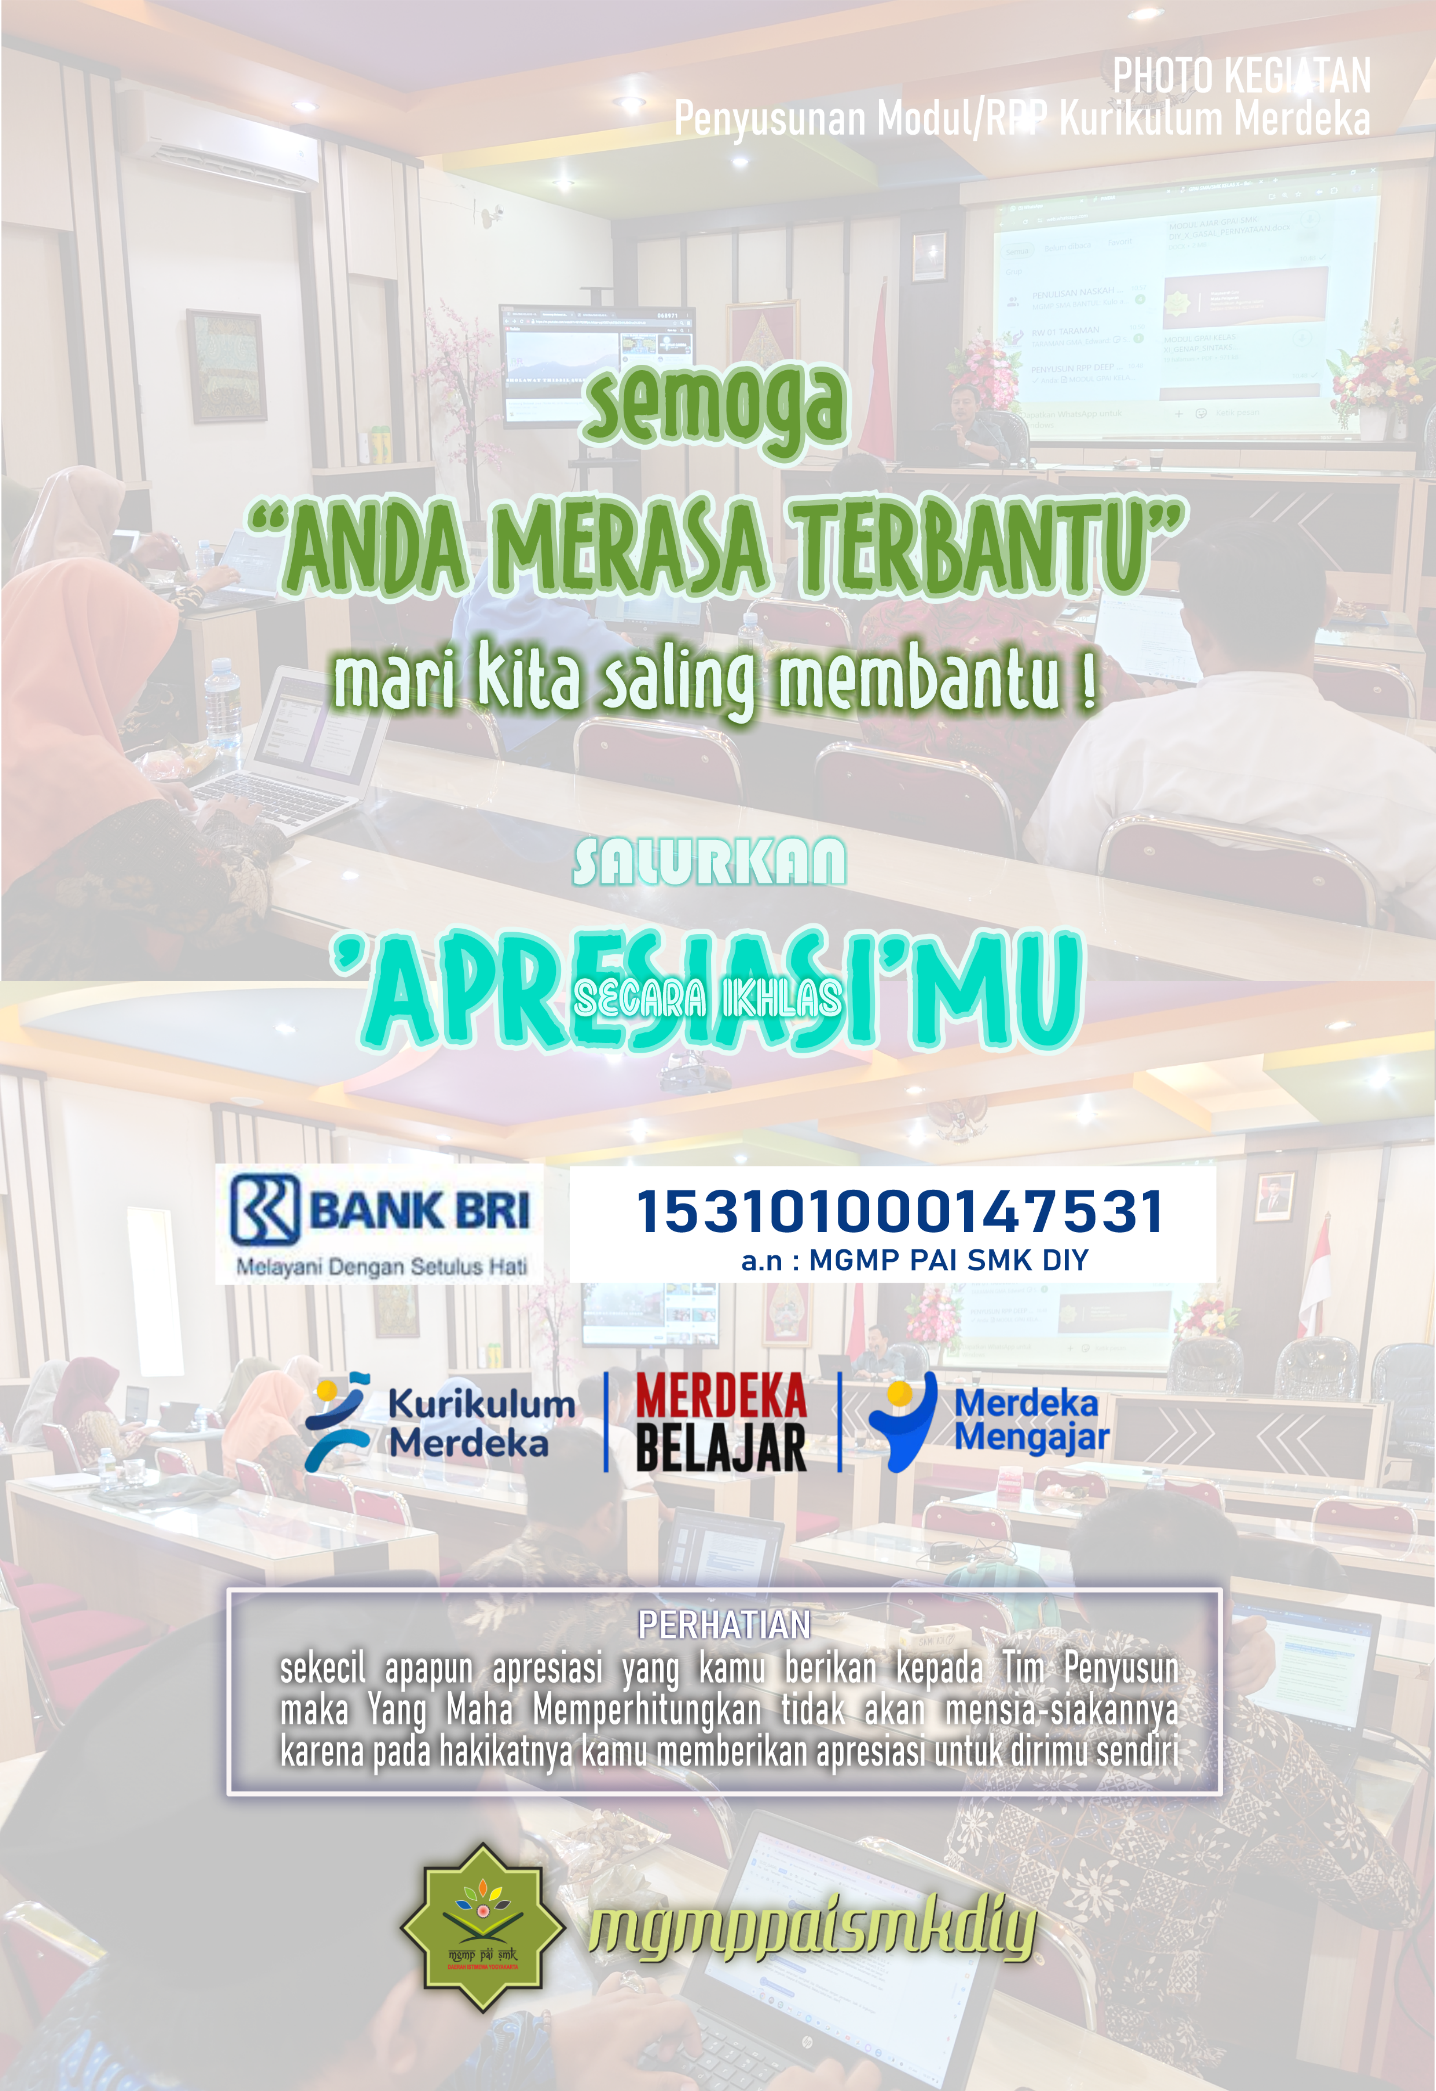 PHOTO KEGIATAN
Penyusunan Modul/RPP Kurikulum Merdeka
semoga
“ANDA MERASA TERBANTU”
mari kita saling membantu !
SALURKAN
’APRESIASI’MU
SECARA IKHLAS
BANK BRI
Melayani Dengan Setulus Hati
153101000147531
a.n : MGMP PAI SMK DIY
Kurikulum
Merdeka
MERDEKA
BELAJAR
Merdeka
Mengajar
PERHATIAN
sekecil apapun apresiasi yang kamu berikan kepada Tim Penyusun
maka Yang Maha Memperhitungkan tidak akan mensia-siakannya
karena pada hakikatnya kamu memberikan apresiasi untuk dirimu sendiri
mgmp pai smk
DAERAH ISTIMEWA YOGYAKARTA
mgmppaismkdiy